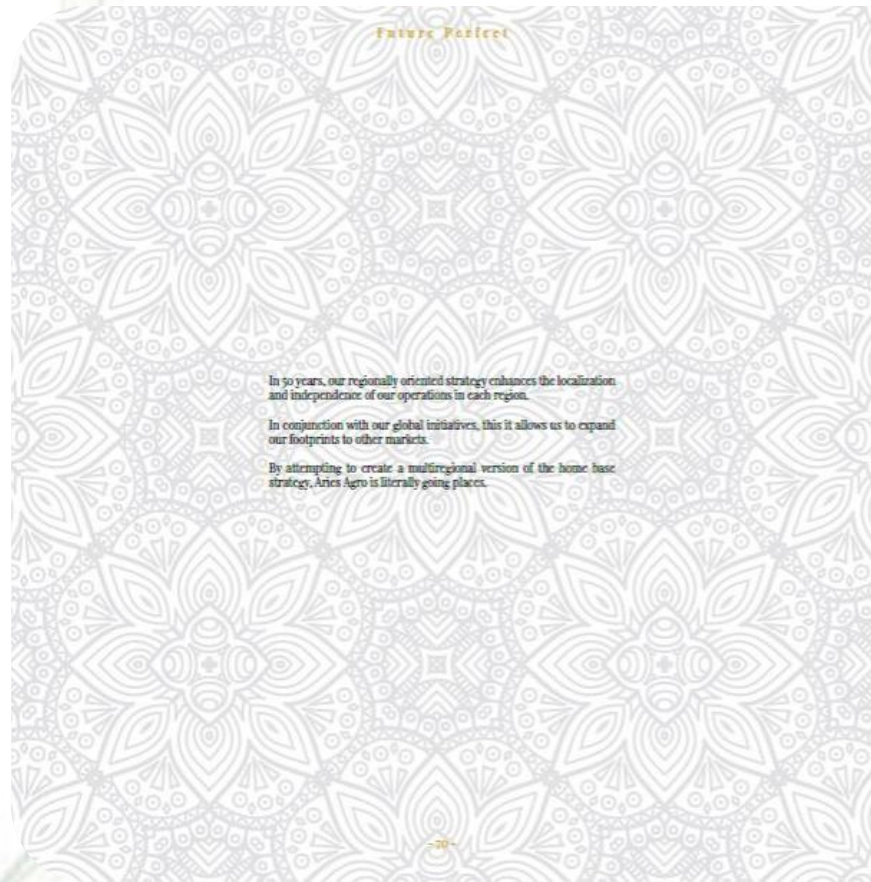 Future Perfect
In 50 years, our regionally oriented strategy enhances the localization
and independence of our operations in each region.
In conjunction with our global initiatives, this it allows us to expand
our footprints to other markets.
By attempting to create a multiregional version of the home base
strategy, Aries Agro is literally going places.
~20~